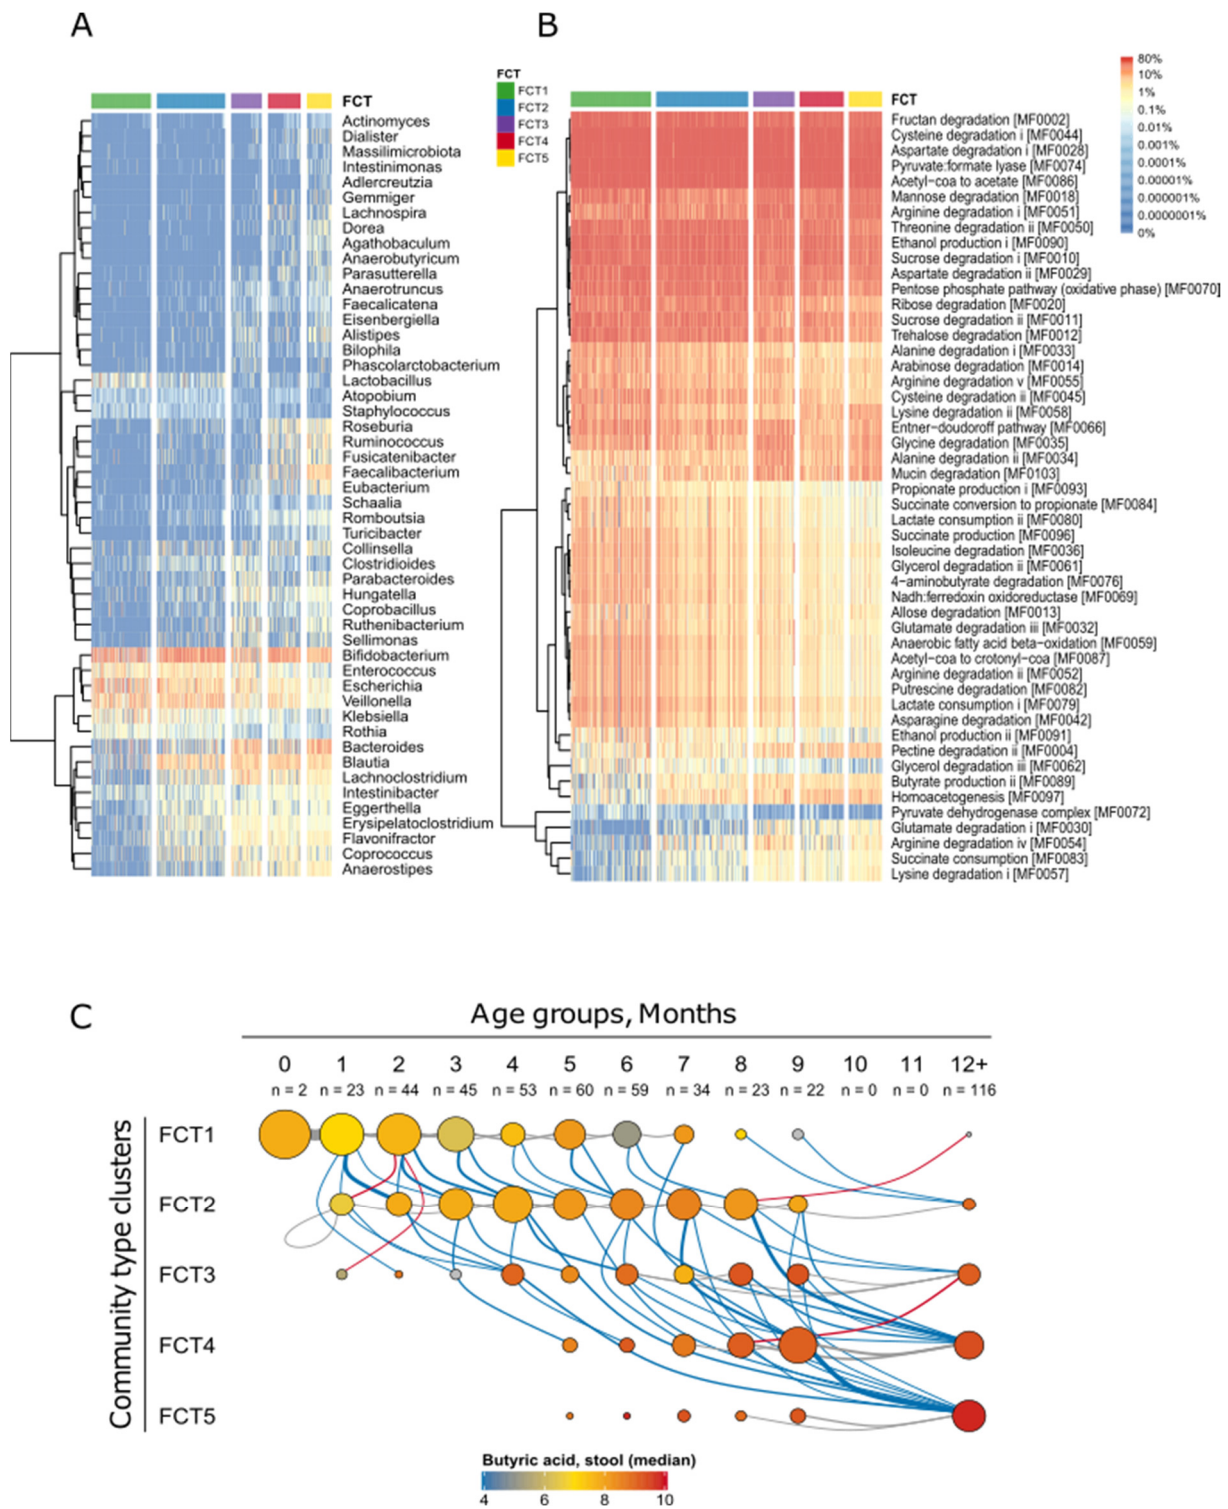 A
B
FCT
Actinomyces
Dialister
Massilimicrobiota
Intestinimonas
Adlercreutzia
Gemmiger
Lachnospira
Dorea
Agathobaculum
Anaerobutyricum
Parasutterella
Anaerotruncus
Faecalicatena
Eisenbergiella
Alistipes
Bilophila
Phascolarctobacterium
Lactobacillus
Atopobium
Staphylococcus
Roseburia
Ruminococcus
Fusicatenibacter
Faecalibacterium
Eubacterium
Schaalia
Romboutsia
Turicibacter
Collinsella
Clostridioides
Parabacteroides
Hungatella
Coprobacillus
Ruthenibacterium
Sellimonas
Bifidobacterium
Enterococcus
Escherichia
Veillonella
Klebsiella
Rothia
Bacteroides
Blautia
Lachnoclostridium
Intestinibacter
Eggerthella
Erysipelatoclostridium
Flavonifractor
Coprococcus
Anaerostipes
FCT
FCT1
FCT2
FCT3
FCT4
FCT5
FCT
Fructan degradation [MF0002]
Cysteine degradation i [MF0044]
Aspartate degradation i [MF0028]
Pyruvate:formate lyase [MF0074]
Acetyl-coa to acetate [MF0086]
Mannose degradation [MF0018]
Arginine degradation i [MF0051]
Threonine degradation ii [MF0050]
Ethanol production i [MF0090]
Sucrose degradation i [MF0010]
Aspartate degradation ii [MF0029]
Pentose phosphate pathway (oxidative phase) [MF0070]
Ribose degradation [MF0020]
Sucrose degradation ii [MF0011]
Trehalose degradation [MF0012]
Alanine degradation i [MF0033]
Arabinose degradation [MF0014]
Arginine degradation v [MF0055]
Cysteine degradation ii [MF0045]
Lysine degradation ii [MF0058]
Entner-doudoroff pathway [MF0066]
Glycine degradation [MF0035]
Alanine degradation ii [MF0034]
Mucin degradation [MF0103]
Propionate production i [MF0093]
Succinate conversion to propionate [MF0084]
Lactate consumption ii [MF0080]
Succinate production [MF0096]
Isoleucine degradation [MF0036]
Glycerol degradation ii [MF0061]
4-aminobutyrate degradation [MF0076]
Nadh:ferredoxin oxidoreductase [MF0069]
Allose degradation [MF0013]
Glutamate degradation iii [MF0032]
Anaerobic fatty acid beta-oxidation [MF0059]
Acetyl-coa to crotonyl-coa [MF0087]
Arginine degradation ii [MF0052]
Putrescine degradation [MF0082]
Lactate consumption i [MF0079]
Asparagine degradation [MF0042]
Ethanol production ii [MF0091]
Pectine degradation ii [MF0004]
Glycerol degradation iii [MF0062]
Butyrate production ii [MF0089]
Homoacetogenesis [MF0097]
Pyruvate dehydrogenase complex [MF0072]
Glutamate degradation i [MF0030]
Arginine degradation iv [MF0054]
Succinate consumption [MF0083]
Lysine degradation i [MF0057]
80%
10%
1%
0.1%
0.01%
0.001%
0.0001%
0.00001%
0.000001%
0.0000001%
0%
C
Age groups, Months
0 1 2 3 4 5 6 7 8 9 10 11 12+
n = 2 n = 23 n = 44 n = 45 n = 53 n = 60 n = 59 n = 34 n = 23 n = 22 n = 0 n = 0 n = 116
Community type clusters
FCT1
FCT2
FCT3
FCT4
FCT5
Butyric acid, stool (median)
4 6 8 10